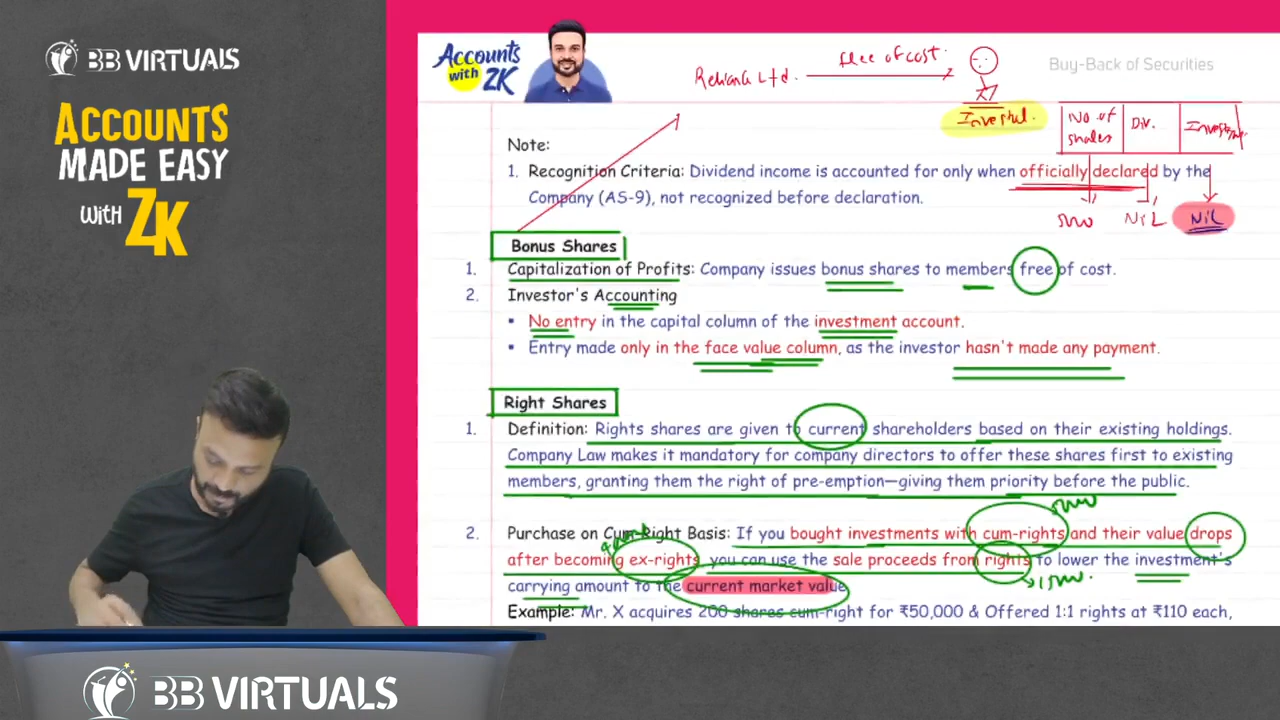 BB VIRTUALS
ACCOUNTS
MADE EASY
with ZK
Accounts
with ZK
free of cost.
Buy-Back of Securities
Investment
No of
shares
Div.
Note:
1. Recognition Criteria: Dividend income is accounted for only when officially declared by the
Company (AS-9), not recognized before declaration.
NIL
NIL
Bonus Shares
1. Capitalization of Profits: Company issues bonus shares to members free of cost.
2. Investor's Accounting
▪ No entry in the capital column of the investment account.
▪ Entry made only in the face value column, as the investor hasn't made any payment.
Right Shares
1. Definition: Rights shares are given to current shareholders based on their existing holdings.
Company Law makes it mandatory for company directors to offer these shares first to existing
members, granting them the right of pre-emption—giving them priority before the public.
2. Purchase on Cum-Right Basis: If you bought investments with cum-rights and their value drops
after becoming ex-rights, you can use the sale proceeds from rights to lower the investment's
carrying amount to the current market value
Example: Mr. X acquires 200 shares cum-right for ₹50,000 & Offered 1:1 rights at ₹110 each,
BB VIRTUALS